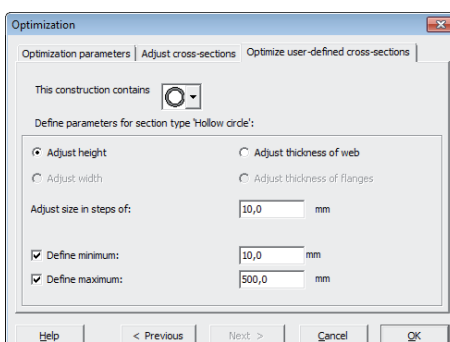 Optimization
Optimization parameters Adjust cross-sections Optimize user-defined cross-sections
This construction contains
Define parameters for section type 'Hollow circle':
Adjust height Adjust thickness of web
Adjust width Adjust thickness of flanges
Adjust size in steps of: 10,0 mm
Define minimum: 10,0 mm
Define maximum: 500,0 mm
Help < Previous Next > Cancel OK